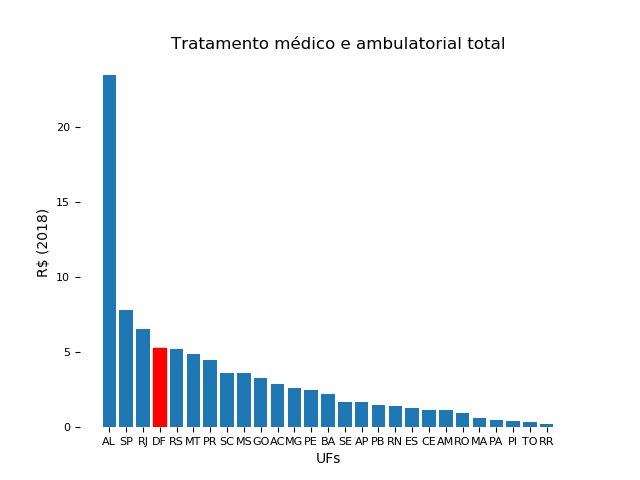 Tratamento médico e ambulatorial total
R$ (2018)
20
15
10
5
0
AL SP RJ DF RS MT PR SC MS GO AC MG PE BA SE AP PB RN ES CE AM RO MA PA PI TO RR
UFs